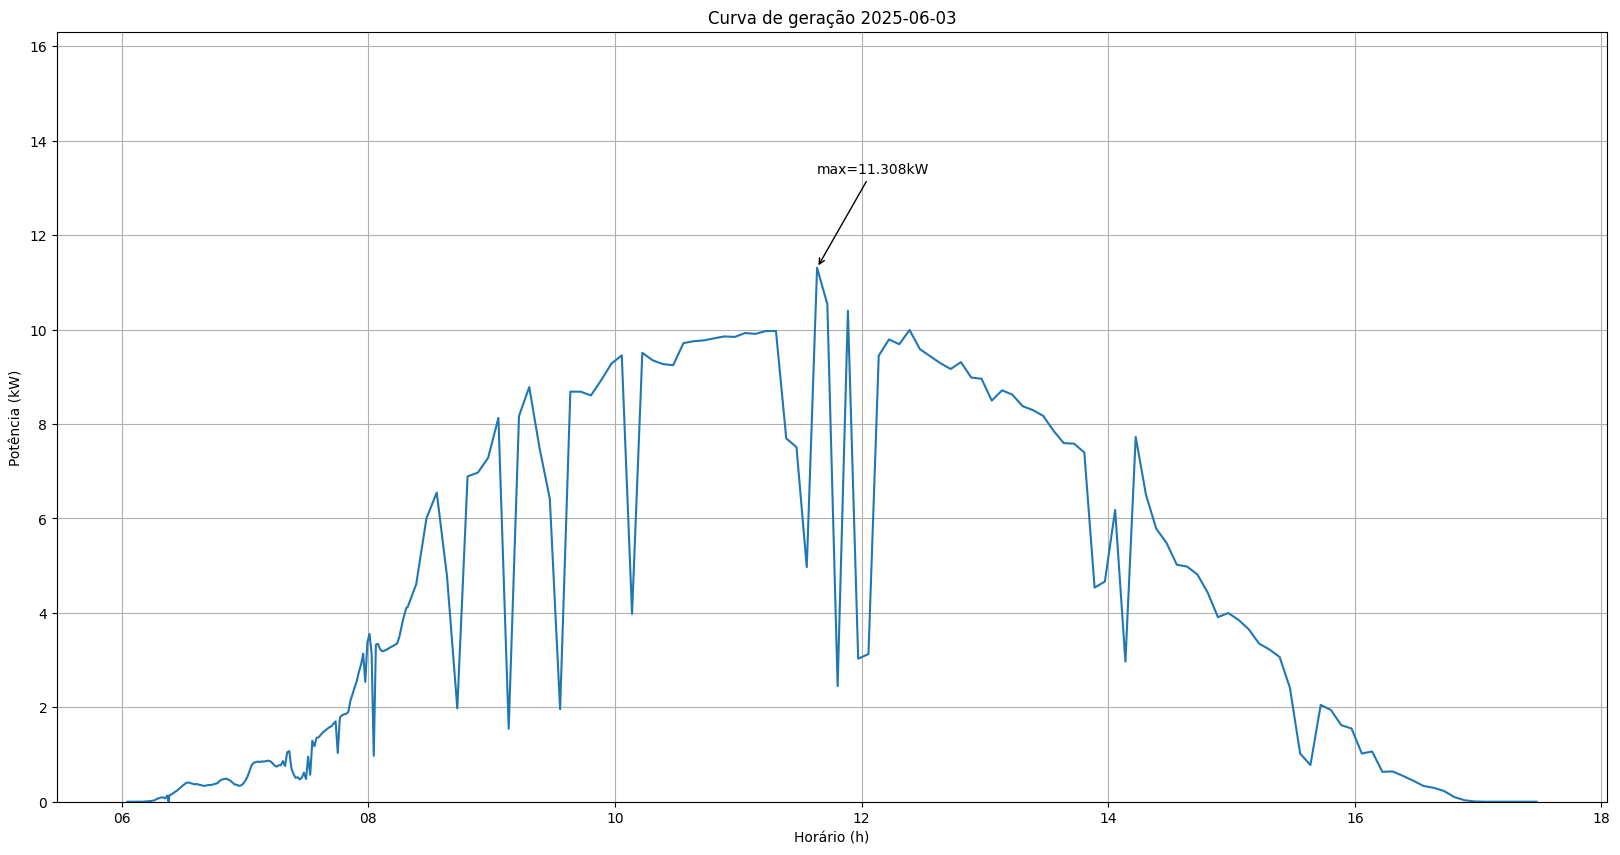 Curva de geração 2025-06-03
16
14
max=11.308kW
12
10
8
6
4
2
0
Potência (kW)
06 08 10 12 14 16 18
Horário (h)